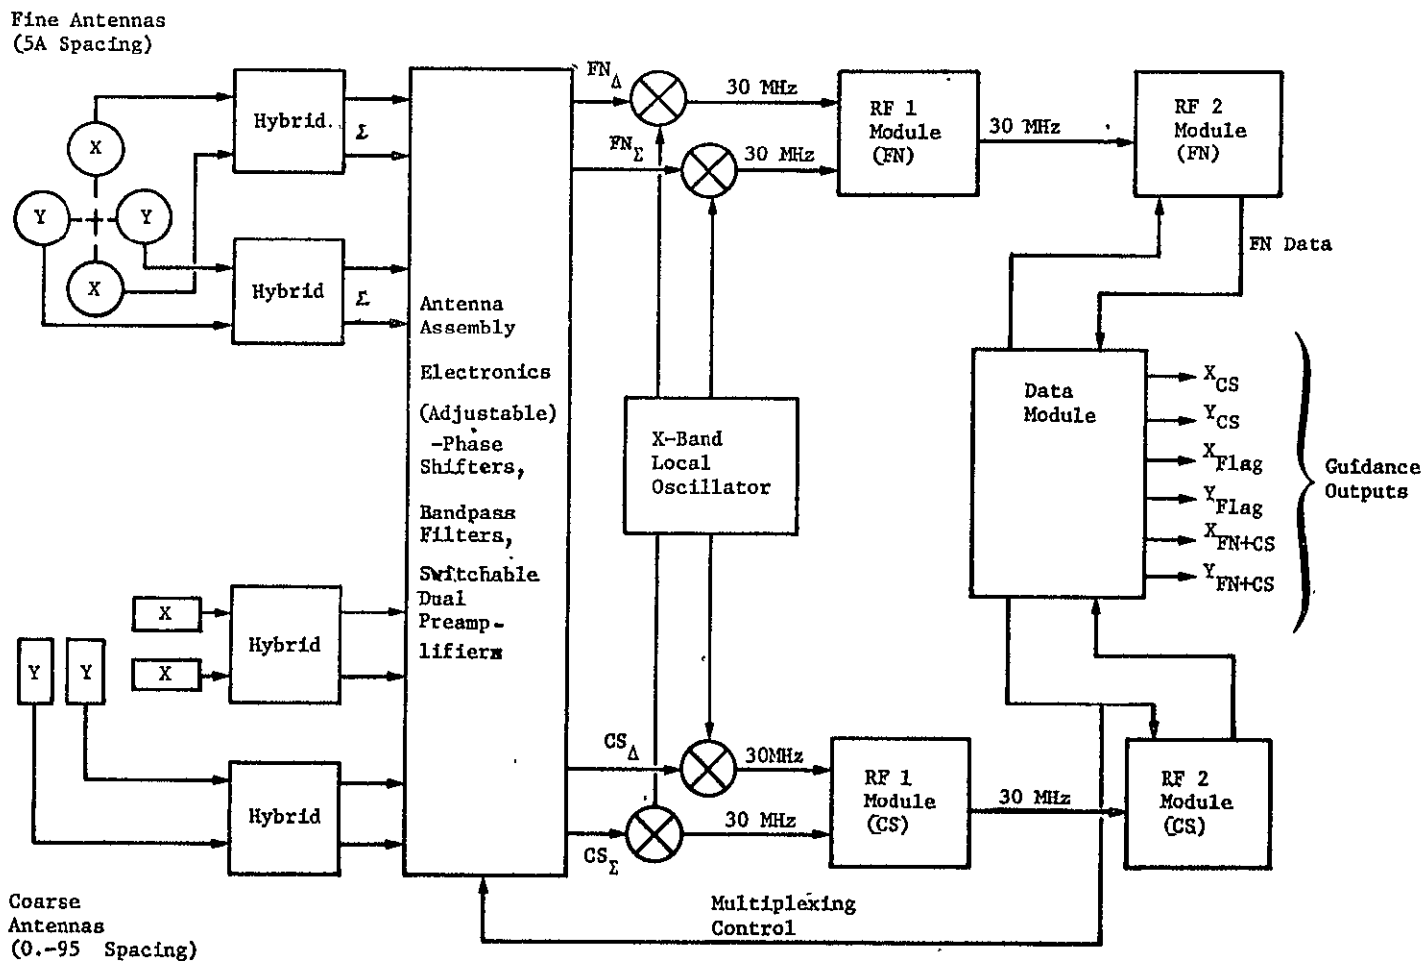 Fine Antennas
(5A Spacing)
X
Y
Y
X
Hybrid.
Σ
Hybrid
Σ
Antenna
Assembly
Electronics
(Adjustable)
-Phase
Shifters,
Bandpass
Filters,
Switchable
Dual
Preamp-
lifiers
FN_Δ
30 MHz
FN_Σ
30 MHz
RF 1
Module
(FN)
30 MHz
RF 2
Module
(FN)
FN Data
X-Band
Local
Oscillator
Data
Module
X_CS
Y_CS
X_Flag
Y_Flag
X_FN+CS
Y_FN+CS
Guidance
Outputs
X
X
Y
Y
Hybrid
Hybrid
CS_Δ
30MHz
CS_Σ
30 MHz
RF 1
Module
(CS)
30 MHz
RF 2
Module
(CS)
Multiplexing
Control
Coarse
Antennas
(0.-95 Spacing)